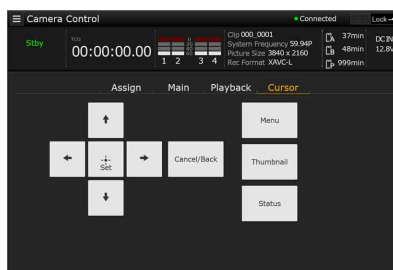 Camera Control
Connected
Lock
Stby
TCG
00:00:00.00
1 2 3 4
Clip 000_0001
System Frequency 59.94P
Picture Size 3840 x 2160
Rec Format XAVC-L
A 37min
B 48min
999min
DC IN
12.8V
Assign Main Playback Cursor
Menu
Set
Cancel/Back
Thumbnail
Status